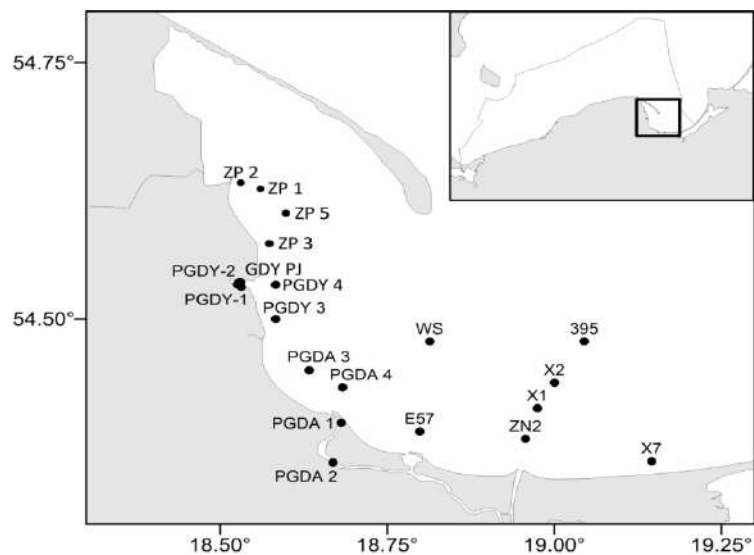 54.75°
ZP 2
ZP 1
ZP 5
ZP 3
PGDY-2
GDY PJ
PGDY 4
PGDY-1
PGDY 3
54.50°
WS
395
PGDA 3
PGDA 4
X2
X1
PGDA 1
E57
ZN2
PGDA 2
X7
18.50°
18.75°
19.00°
19.25°